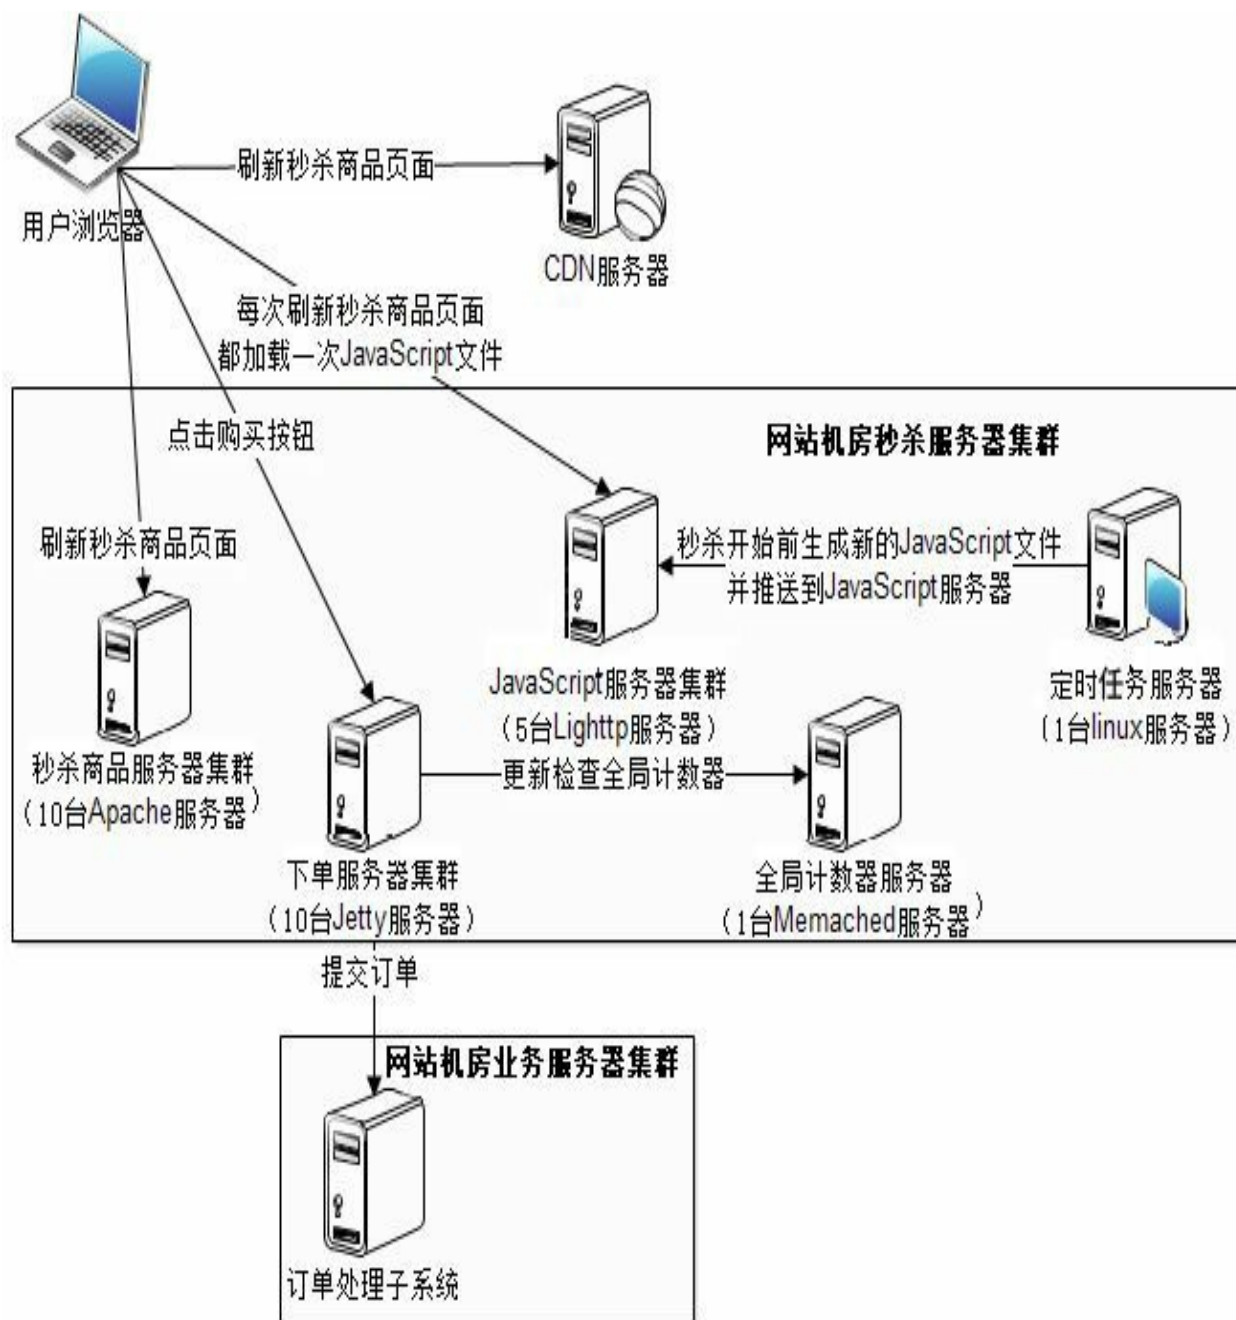 刷新秒杀商品页面
用户浏览器
CDN服务器
每次刷新秒杀商品页面
都加载一次JavaScript文件
点击购买按钮
网站机房秒杀服务器集群
刷新秒杀商品页面
秒杀开始前生成新的JavaScript文件
并推送到JavaScript服务器
JavaScript服务器集群
（5台Lighttp服务器）
定时任务服务器
（1台linux服务器）
秒杀商品服务器集群
（10台Apache服务器）
更新检查全局计数器
下单服务器集群
（10台Jetty服务器）
全局计数器服务器
（1台Memached服务器）
提交订单
网站机房业务服务器集群
订单处理子系统